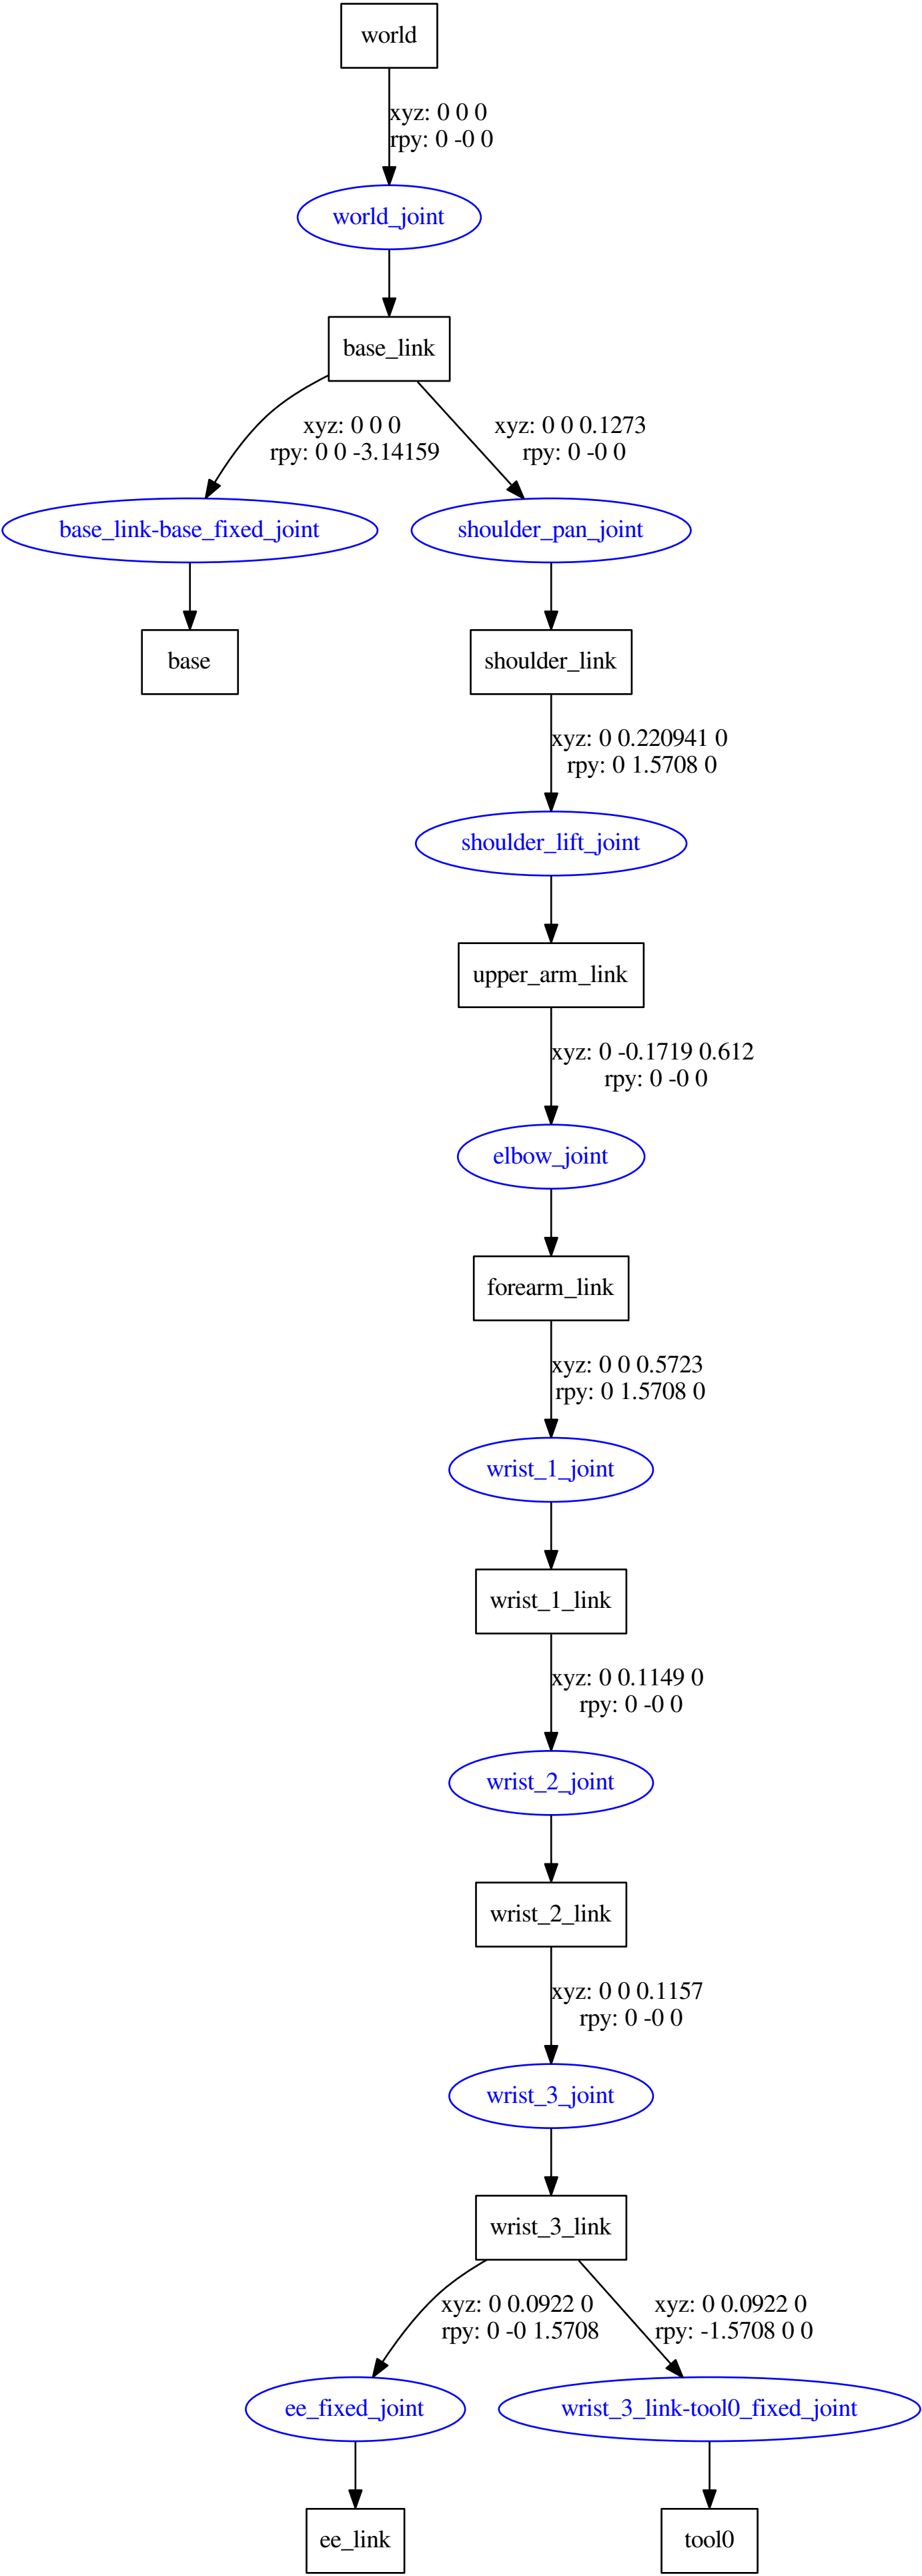 world
xyz: 0 0 0
rpy: 0 -0 0
world_joint
base_link
xyz: 0 0 0
rpy: 0 0 -3.14159
xyz: 0 0 0.1273
rpy: 0 -0 0
base_link-base_fixed_joint
shoulder_pan_joint
base
shoulder_link
xyz: 0 0.220941 0
rpy: 0 1.5708 0
shoulder_lift_joint
upper_arm_link
xyz: 0 -0.1719 0.612
rpy: 0 -0 0
elbow_joint
forearm_link
xyz: 0 0 0.5723
rpy: 0 1.5708 0
wrist_1_joint
wrist_1_link
xyz: 0 0.1149 0
rpy: 0 -0 0
wrist_2_joint
wrist_2_link
xyz: 0 0 0.1157
rpy: 0 -0 0
wrist_3_joint
wrist_3_link
xyz: 0 0.0922 0
rpy: 0 -0 1.5708
xyz: 0 0.0922 0
rpy: -1.5708 0 0
ee_fixed_joint
wrist_3_link-tool0_fixed_joint
ee_link
tool0